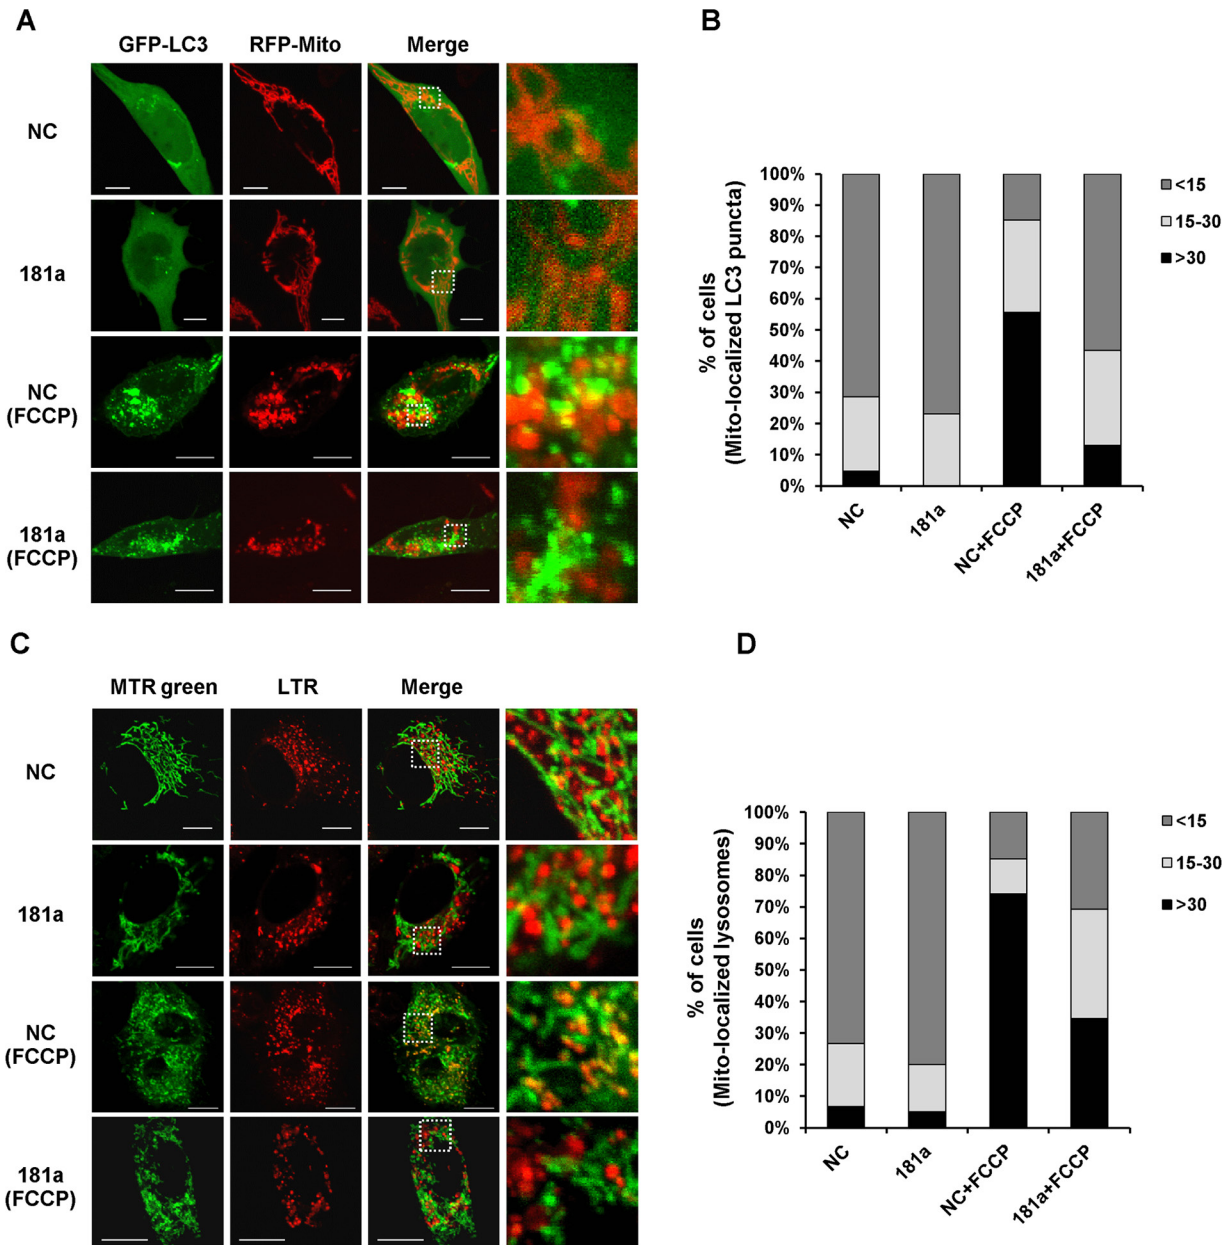 A
GFP-LC3 RFP-Mito Merge
NC
181a
NC
(FCCP)
181a
(FCCP)
B
% of cells
(Mito-localized LC3 puncta)
100%
90%
80%
70%
60%
50%
40%
30%
20%
10%
0%
NC
181a
NC+FCCP
181a+FCCP
<15
15-30
>30
C
MTR green LTR Merge
NC
181a
NC
(FCCP)
181a
(FCCP)
D
% of cells
(Mito-localized lysosomes)
100%
90%
80%
70%
60%
50%
40%
30%
20%
10%
0%
NC
181a
NC+FCCP
181a+FCCP
<15
15-30
>30